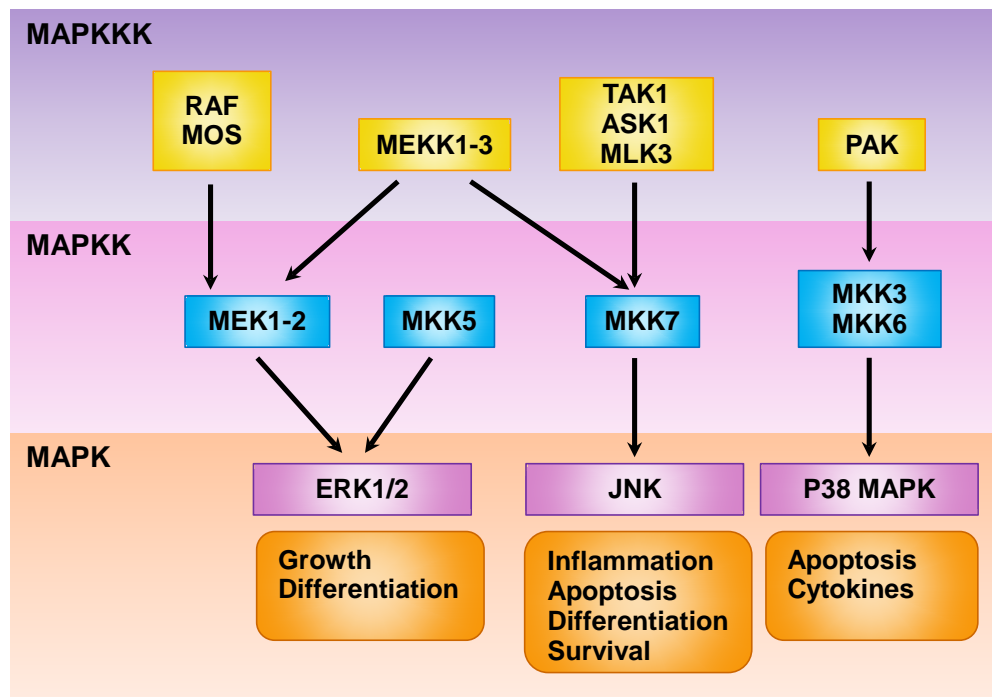 MAPKKK
RAF
MOS
MEKK1-3
TAK1
ASK1
MLK3
PAK
MAPKK
MEK1-2
MKK5
MKK7
MKK3
MKK6
MAPK
ERK1/2
JNK
P38 MAPK
Growth
Differentiation
Inflammation
Apoptosis
Differentiation
Survival
Apoptosis
Cytokines